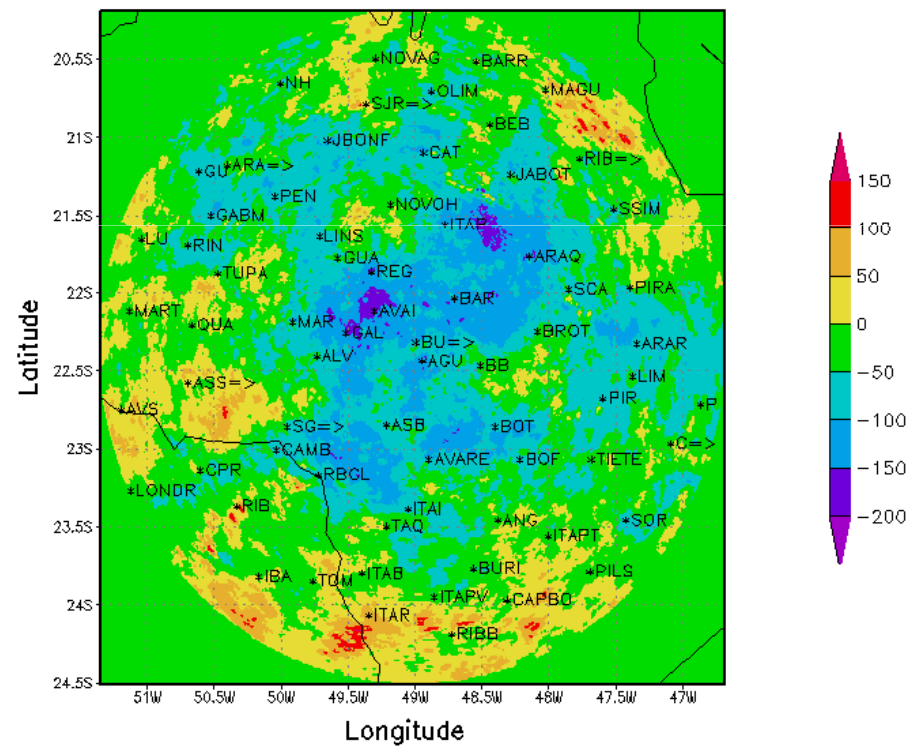 20.5S
NOVAG
BARR
NH
MAGU
OLIM
SJR=>
BEB
21S
JBONF
CAT
RIB=>
ARA=>
GU
JABOT
150
PEN
NOVOH
GABM
SSIM
21.5S
100
LU
RIN
LINS
GUA
ARAQ
50
TUPA
REG
22S
SCA
PIRA
BAR
0
MART
QUA
MAR
AVAI
GAL
BROT
BU=>
ARAR
-50
22.5S
ALV
AGU
BB
LIM
ASS=>
PIR
AVS
P
-100
SG=>
ASB
BOT
23S
CAMB
C=>
AVARE
BOF
TIETE
-150
CPR
RBCL
LONDR
RIB
ITAI
-200
23.5S
TAQ
ANG
SOR
ITAPT
IBA
TOM
ITAB
BURI
PILS
24S
ITAPV
CAPBO
ITAR
RIBB
24.5S
51W 50.5W 50W 49.5W 49W 48.5W 48W 47.5W 47W
Latitude
Longitude